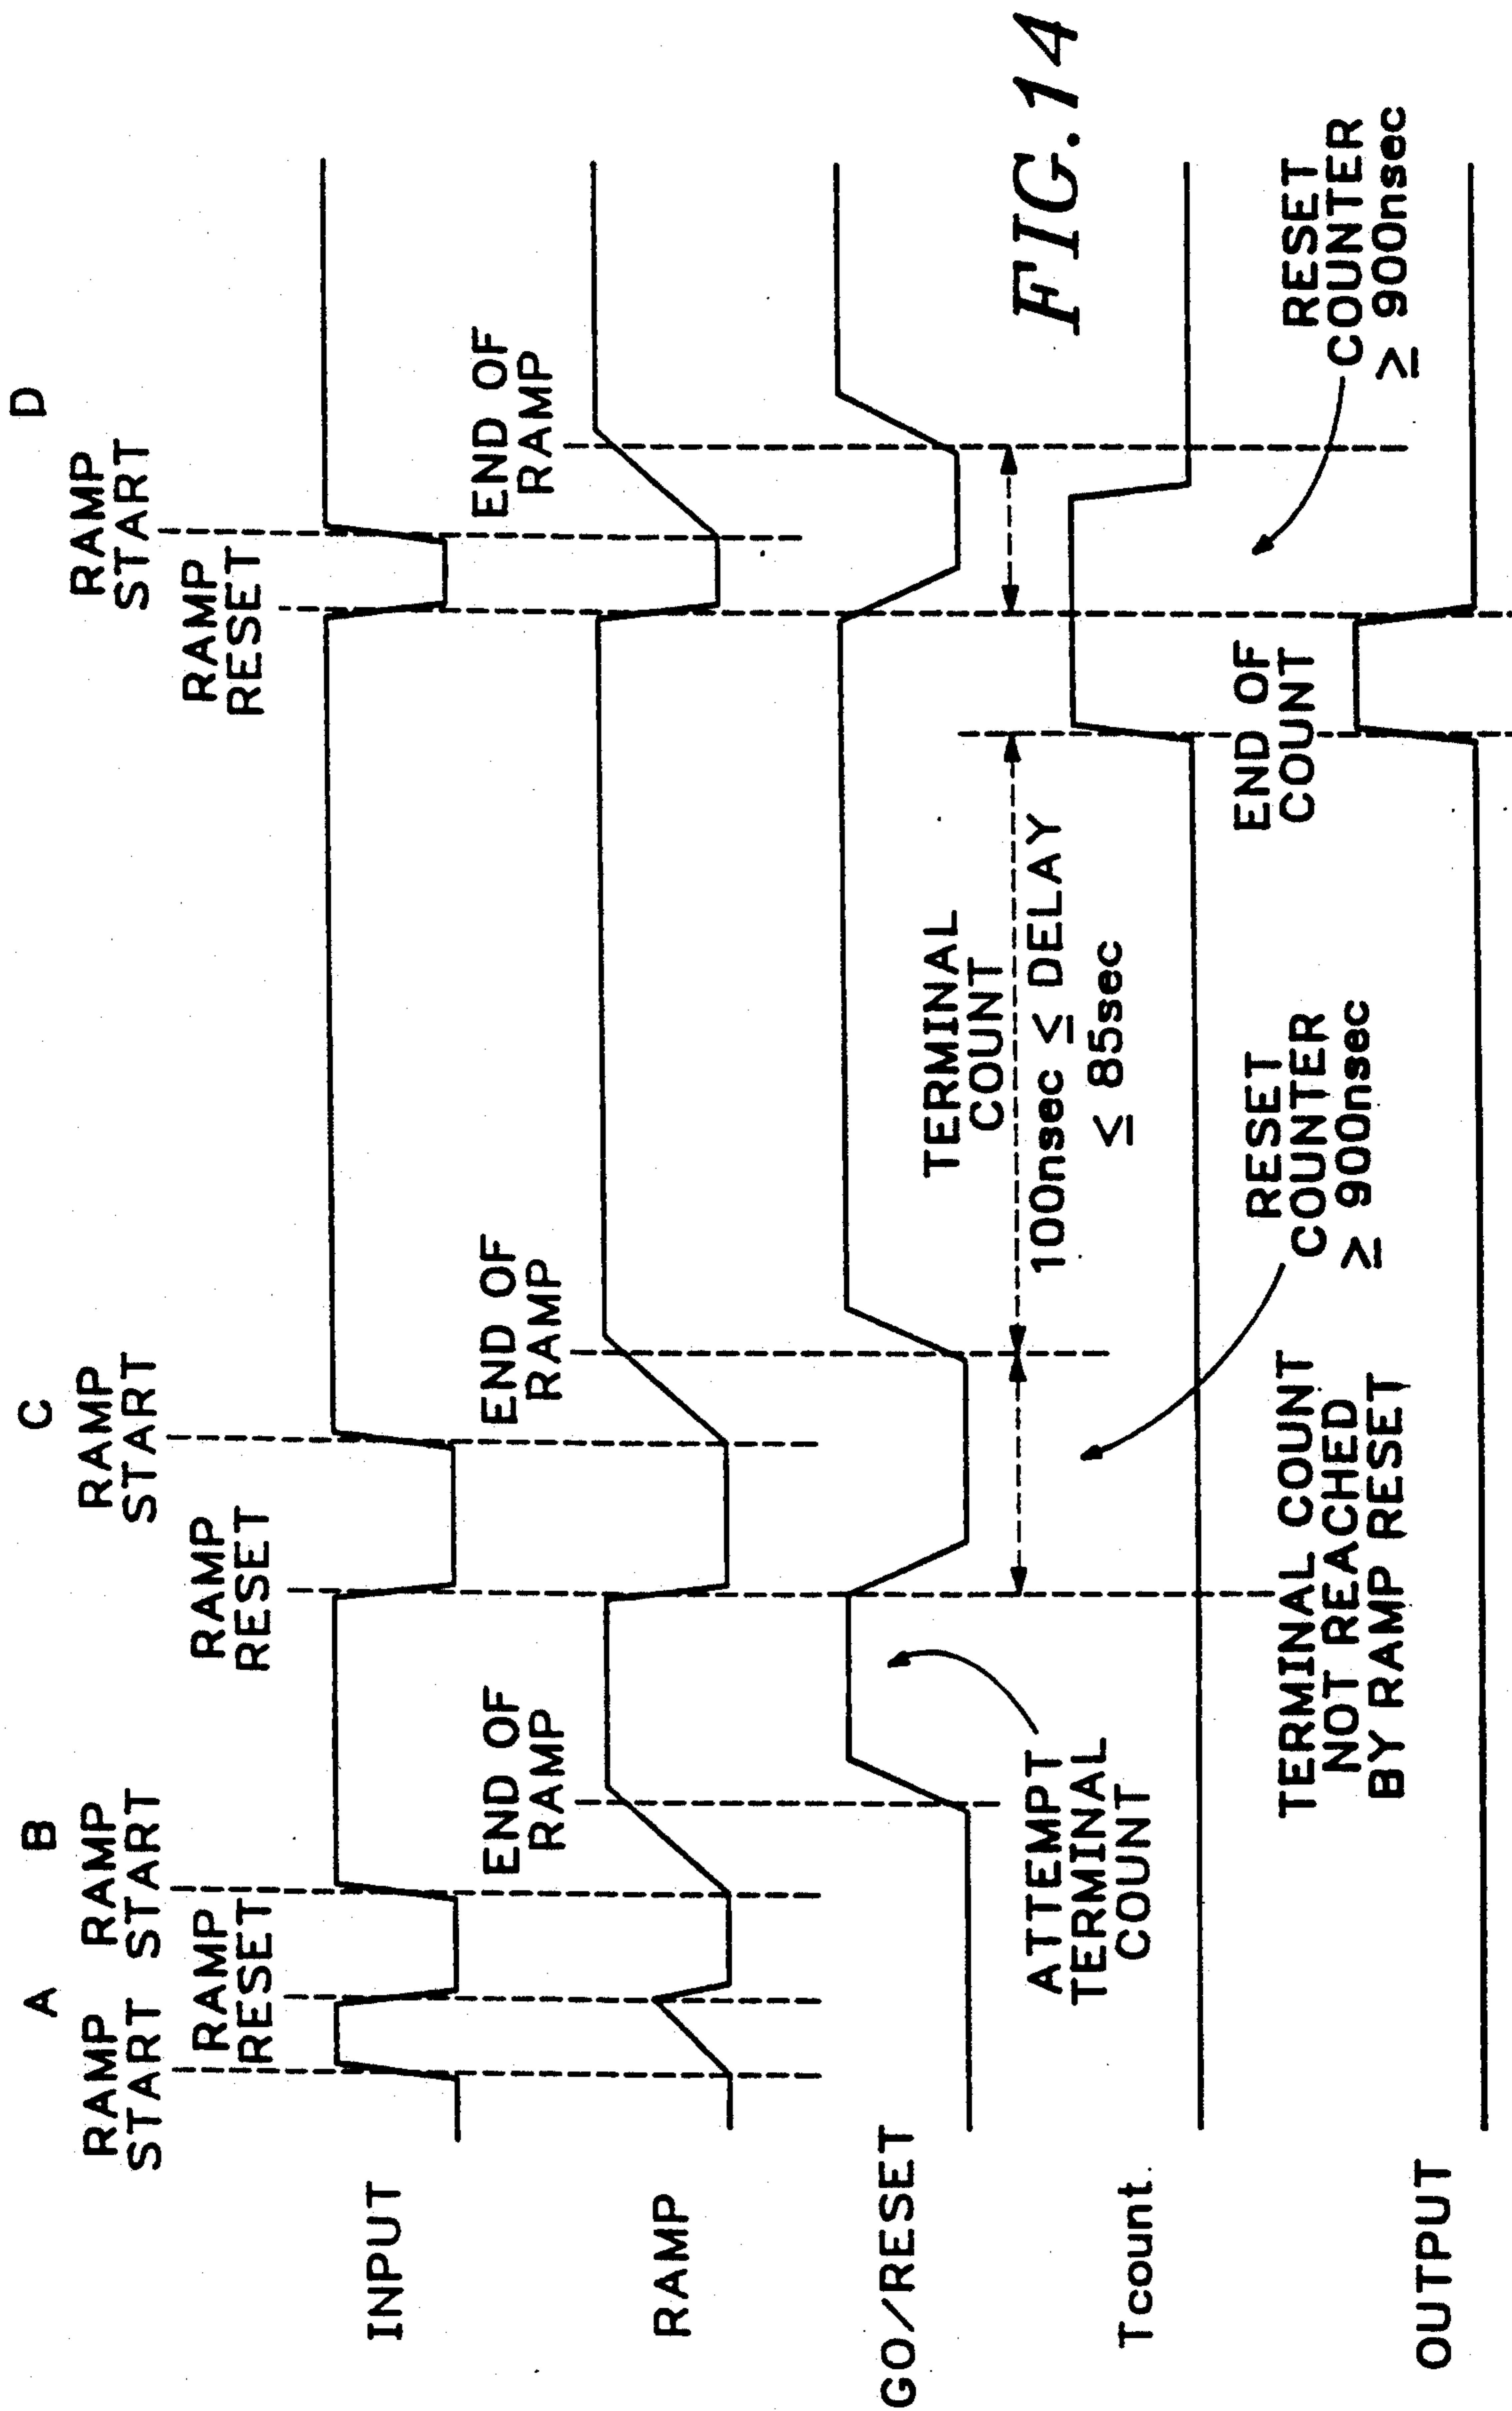 A
B
C
D
RAMP
START
RAMP
START
RAMP
START
RAMP
START
RAMP
RESET
RAMP
RESET
RAMP
RESET
INPUT
END OF
RAMP
END OF
RAMP
END OF
RAMP
RAMP
GO/RESET
ATTEMPT
TERMINAL
COUNT
TERMINAL
COUNT
100nsec ≤ DELAY
≤ 85sec
FIG.14
Tcount
TERMINAL COUNT
NOT REACHED
BY RAMP RESET
RESET
COUNTER
≥ 900nsec
END OF
COUNT
RESET
COUNTER
≥ 900nsec
OUTPUT